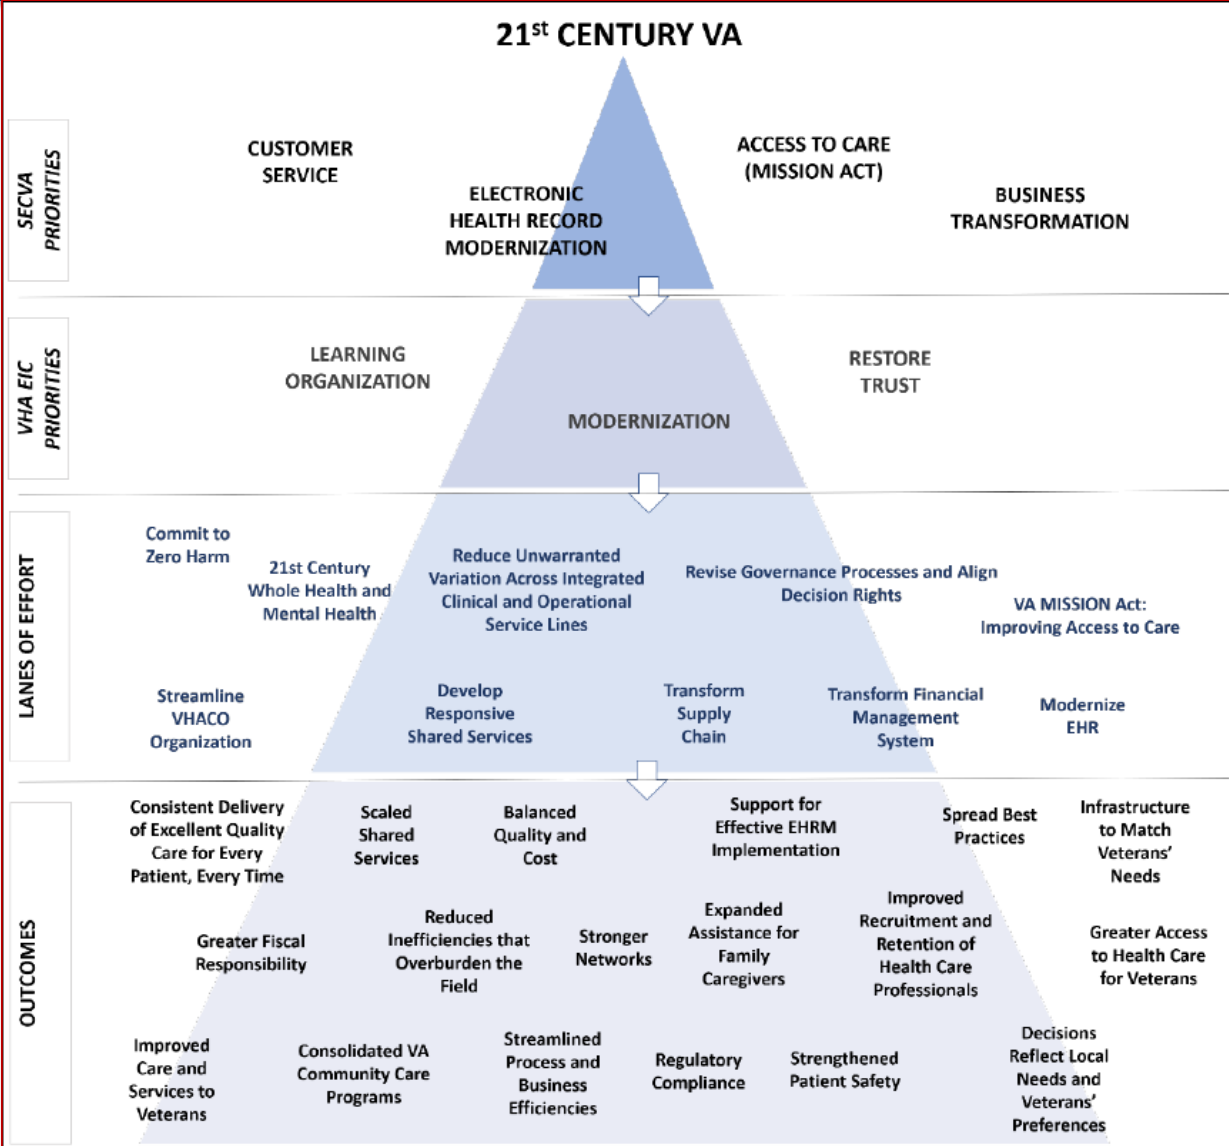 21st CENTURY VA
SECVA
PRIORITIES
CUSTOMER
SERVICE
ELECTRONIC
HEALTH RECORD
MODERNIZATION
ACCESS TO CARE
(MISSION ACT)
BUSINESS
TRANSFORMATION
VHA EIC
PRIORITIES
LEARNING
ORGANIZATION
MODERNIZATION
RESTORE
TRUST
LANES OF EFFORT
Commit to
Zero Harm
21st Century
Whole Health and
Mental Health
Reduce Unwarranted
Variation Across Integrated
Clinical and Operational
Service Lines
Revise Governance Processes and Align
Decision Rights
VA MISSION Act:
Improving Access to Care
Streamline
VHACO
Organization
Develop
Responsive
Shared Services
Transform
Supply
Chain
Transform Financial
Management
System
Modernize
EHR
OUTCOMES
Consistent Delivery
of Excellent Quality
Care for Every
Patient, Every Time
Scaled
Shared
Services
Balanced
Quality and
Cost
Support for
Effective EHRM
Implementation
Spread Best
Practices
Infrastructure
to Match
Veterans’
Needs
Greater Fiscal
Responsibility
Reduced
Inefficiencies that
Overburden the
Field
Stronger
Networks
Expanded
Assistance for
Family
Caregivers
Improved
Recruitment and
Retention of
Health Care
Professionals
Greater Access
to Health Care
for Veterans
Improved
Care and
Services to
Veterans
Consolidated VA
Community Care
Programs
Streamlined
Process and
Business
Efficiencies
Regulatory
Compliance
Strengthened
Patient Safety
Decisions
Reflect Local
Needs and
Veterans’
Preferences